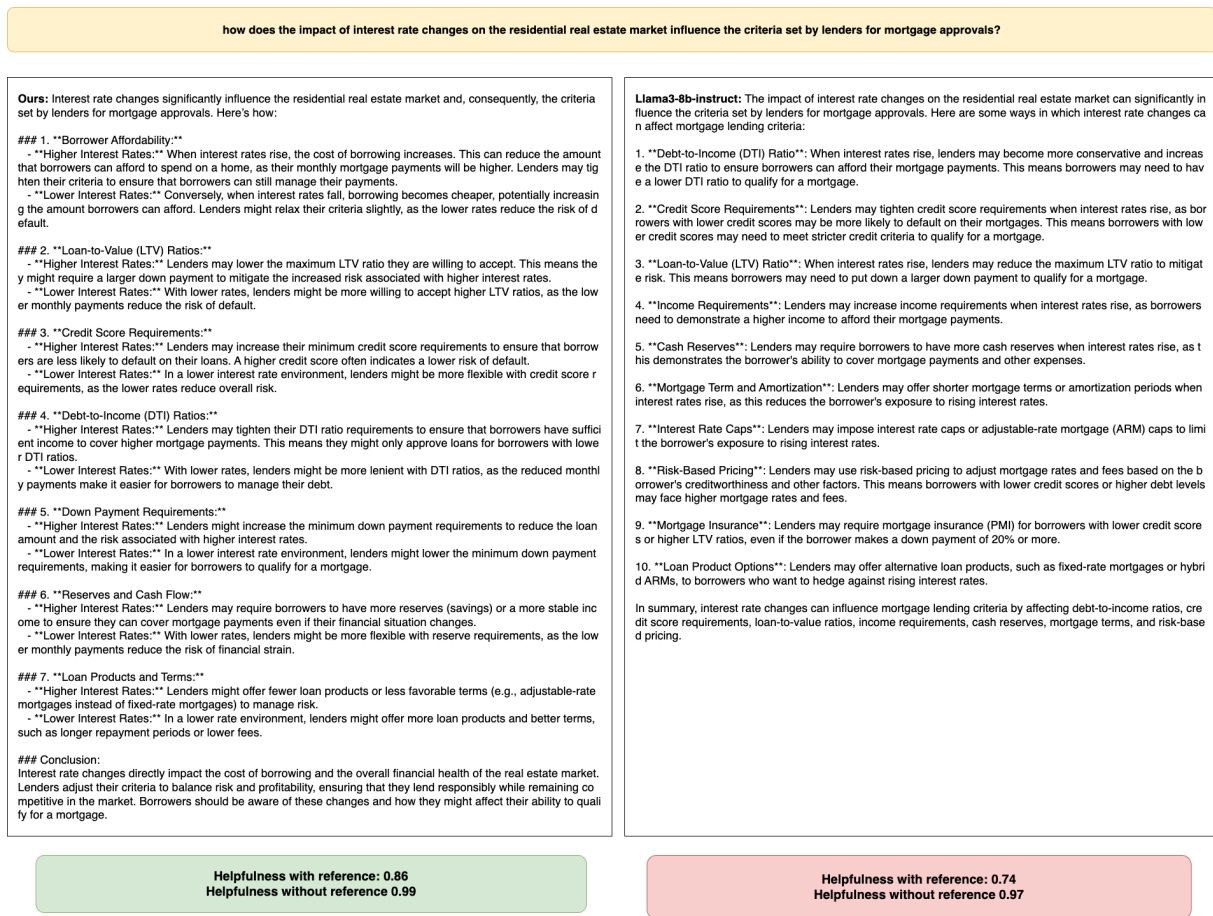 how does the impact of interest rate changes on the residential real estate market influence the criteria set by lenders for mortgage approvals?
Ours: Interest rate changes significantly influence the residential real estate market and, consequently, the criteria
set by lenders for mortgage approvals. Here's how:
### 1. **Borrower Affordability:**
- **Higher Interest Rates:** When interest rates rise, the cost of borrowing increases. This can reduce the amount
that borrowers can afford to spend on a home, as their monthly mortgage payments will be higher. Lenders may tig
hten their criteria to ensure that borrowers can still manage their payments.
- **Lower Interest Rates:** Conversely, when interest rates fall, borrowing becomes cheaper, potentially increasin
g the amount borrowers can afford. Lenders might relax their criteria slightly, as the lower rates reduce the risk of d
efault.
### 2. **Loan-to-Value (LTV) Ratios:**
- **Higher Interest Rates:** Lenders may lower the maximum LTV ratio they are willing to accept. This means the
y might require a larger down payment to mitigate the increased risk associated with higher interest rates.
- **Lower Interest Rates:** With lower rates, lenders might be more willing to accept higher LTV ratios, as the low
er monthly payments reduce the risk of default.
### 3. **Credit Score Requirements:**
- **Higher Interest Rates:** Lenders may increase their minimum credit score requirements to ensure that borrow
ers are less likely to default on their loans. A higher credit score often indicates a lower risk of default.
- **Lower Interest Rates:** In a lower interest rate environment, lenders might be more flexible with credit score r
equirements, as the lower rates reduce overall risk.
### 4. **Debt-to-Income (DTI) Ratios:**
- **Higher Interest Rates:** Lenders may tighten their DTI ratio requirements to ensure that borrowers have suffici
ent income to cover higher mortgage payments. This means they might only approve loans for borrowers with lowe
r DTI ratios.
- **Lower Interest Rates:** With lower rates, lenders might be more lenient with DTI ratios, as the reduced monthl
y payments make it easier for borrowers to manage their debt.
### 5. **Down Payment Requirements:**
- **Higher Interest Rates:** Lenders might increase the minimum down payment requirements to reduce the loan
amount and the risk associated with higher interest rates.
- **Lower Interest Rates:** In a lower interest rate environment, lenders might lower the minimum down payment
requirements, making it easier for borrowers to qualify for a mortgage.
### 6. **Reserves and Cash Flow:**
- **Higher Interest Rates:** Lenders may require borrowers to have more reserves (savings) or a more stable inc
ome to ensure they can cover mortgage payments even if their financial situation changes.
- **Lower Interest Rates:** With lower rates, lenders might be more flexible with reserve requirements, as the low
er monthly payments reduce the risk of financial strain.
### 7. **Loan Products and Terms:**
- **Higher Interest Rates:** Lenders might offer fewer loan products or less favorable terms (e.g., adjustable-rate
mortgages instead of fixed-rate mortgages) to manage risk.
- **Lower Interest Rates:** In a lower rate environment, lenders might offer more loan products and better terms,
such as longer repayment periods or lower fees.
### Conclusion:
Interest rate changes directly impact the cost of borrowing and the overall financial health of the real estate market.
Lenders adjust their criteria to balance risk and profitability, ensuring that they lend responsibly while remaining co
mpetitive in the market. Borrowers should be aware of these changes and how they might affect their ability to quali
fy for a mortgage.
Helpfulness with reference: 0.86
Helpfulness without reference 0.99
Llama3-8b-instruct: The impact of interest rate changes on the residential real estate market can significantly in
fluence the criteria set by lenders for mortgage approvals. Here are some ways in which interest rate changes ca
n affect mortgage lending criteria:
1. **Debt-to-Income (DTI) Ratio**: When interest rates rise, lenders may become more conservative and increas
e the DTI ratio to ensure borrowers can afford their mortgage payments. This means borrowers may need to hav
e a lower DTI ratio to qualify for a mortgage.
2. **Credit Score Requirements**: Lenders may tighten credit score requirements when interest rates rise, as bor
rowers with lower credit scores may be more likely to default on their mortgages. This means borrowers with low
er credit scores may need to meet stricter credit criteria to qualify for a mortgage.
3. **Loan-to-Value (LTV) Ratio**: When interest rates rise, lenders may reduce the maximum LTV ratio to mitigat
e risk. This means borrowers may need to put down a larger down payment to qualify for a mortgage.
4. **Income Requirements**: Lenders may increase income requirements when interest rates rise, as borrowers
need to demonstrate a higher income to afford their mortgage payments.
5. **Cash Reserves**: Lenders may require borrowers to have more cash reserves when interest rates rise, as t
his demonstrates the borrower's ability to cover mortgage payments and other expenses.
6. **Mortgage Term and Amortization**: Lenders may offer shorter mortgage terms or amortization periods when
interest rates rise, as this reduces the borrower's exposure to rising interest rates.
7. **Interest Rate Caps**: Lenders may impose interest rate caps or adjustable-rate mortgage (ARM) caps to limi
t the borrower's exposure to rising interest rates.
8. **Risk-Based Pricing**: Lenders may use risk-based pricing to adjust mortgage rates and fees based on the b
orrower's creditworthiness and other factors. This means borrowers with lower credit scores or higher debt levels
may face higher mortgage rates and fees.
9. **Mortgage Insurance**: Lenders may require mortgage insurance (PMI) for borrowers with lower credit score
s or higher LTV ratios, even if the borrower makes a down payment of 20% or more.
10. **Loan Product Options**: Lenders may offer alternative loan products, such as fixed-rate mortgages or hybri
d ARMs, to borrowers who want to hedge against rising interest rates.
In summary, interest rate changes can influence mortgage lending criteria by affecting debt-to-income ratios, cre
dit score requirements, loan-to-value ratios, income requirements, cash reserves, mortgage terms, and risk-base
d pricing.
Helpfulness with reference: 0.74
Helpfulness without reference 0.97